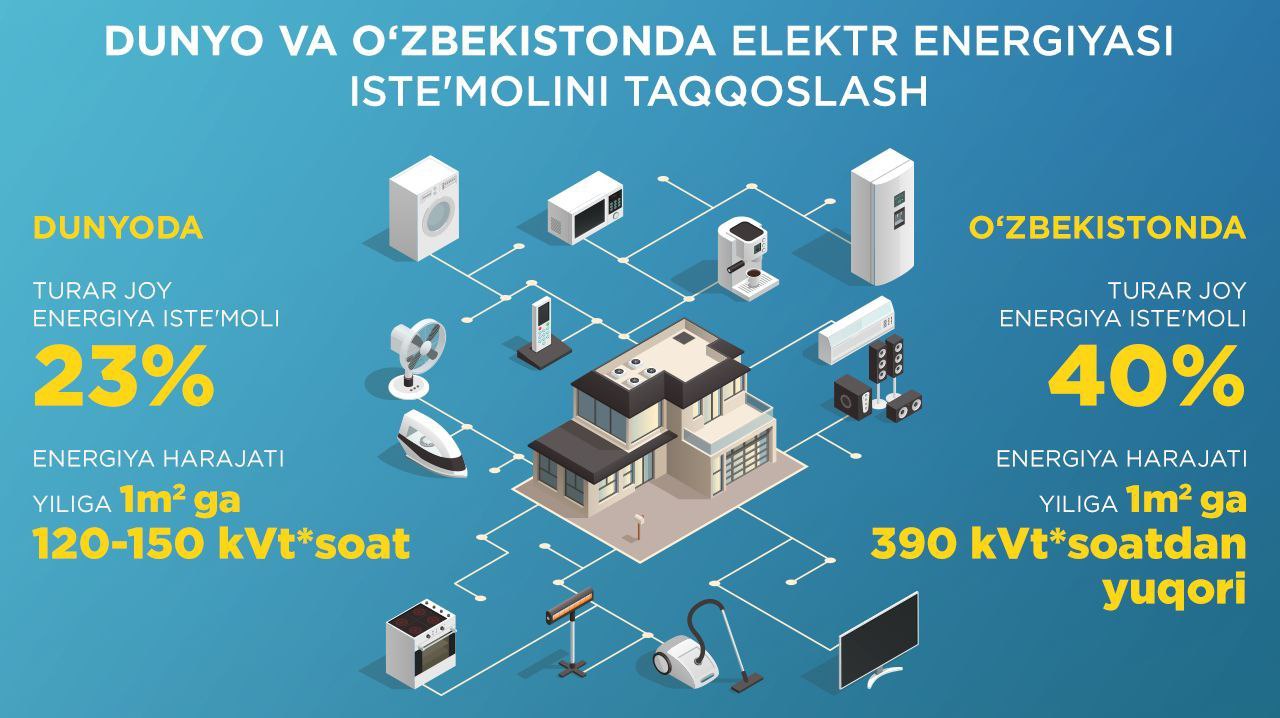 DUNYO VA O‘ZBEKISTONDA ELEKTR ENERGIYASI
ISTE'MOLINI TAQQOSLASH
DUNYODA
TURAR JOY
ENERGIYA ISTE'MOLI
23%
ENERGIYA HARAJATI
YILIGA 1m² ga
120-150 kVt*soat
O‘ZBEKISTONDA
TURAR JOY
ENERGIYA ISTE'MOLI
40%
ENERGIYA HARAJATI
YILIGA 1m² ga
390 kVt*soatdan
yuqori